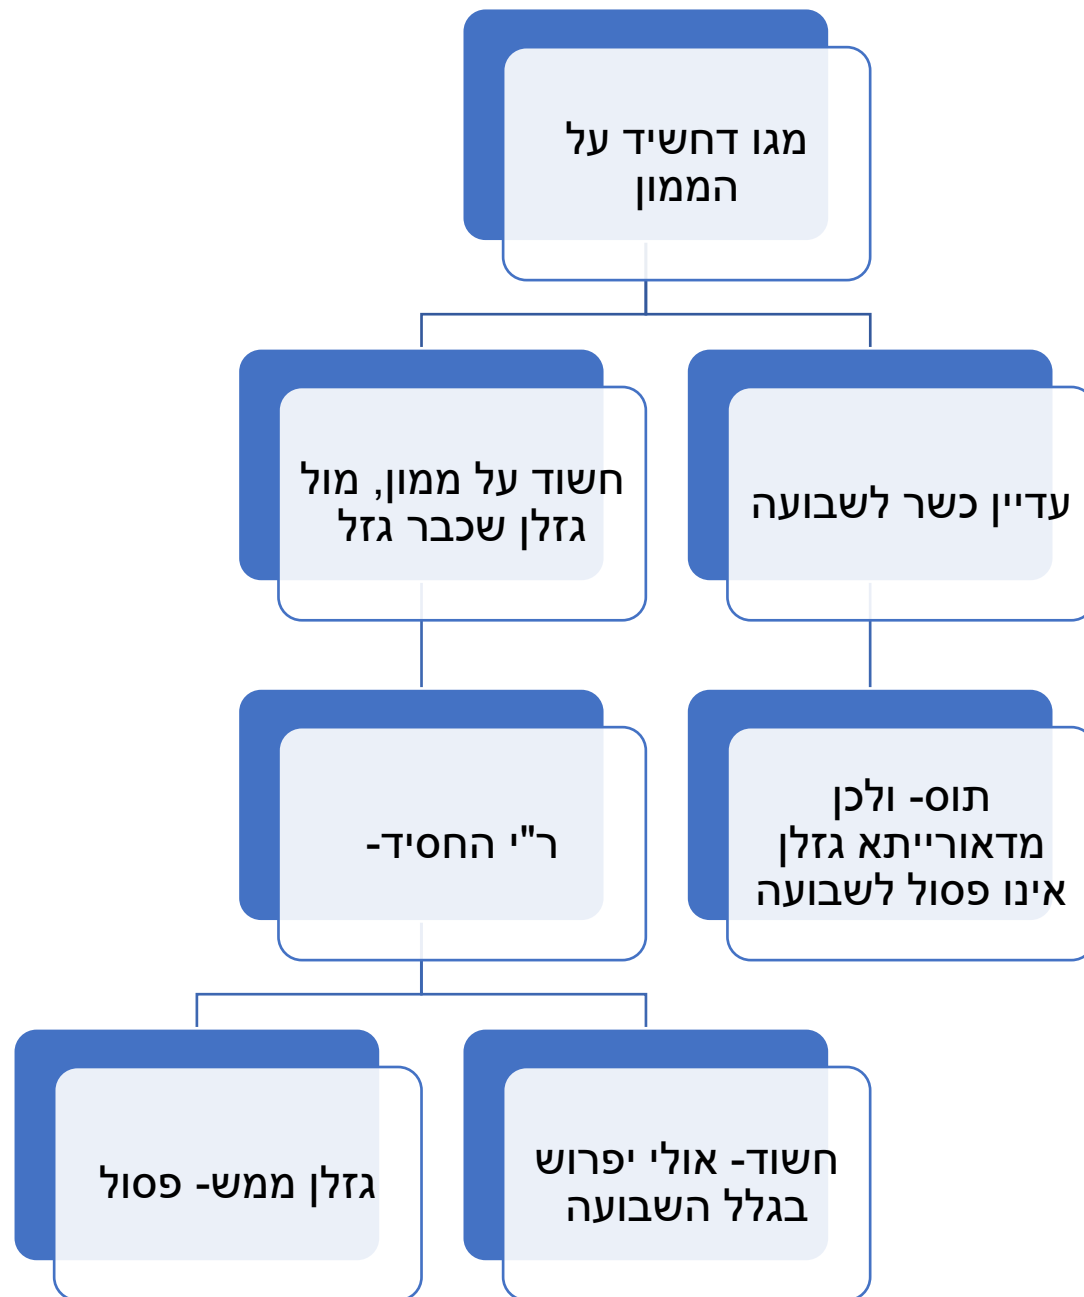 מגו דחשיד על
הממון
עדיין כשר לשבועה
חשוד על ממון, מול
גזלן שכבר גזל
תוס- ולכן
מדאורייתא גזלן
אינו פסול לשבועה
ר"י החסיד-
חשוד- אולי יפרוש
בגלל השבועה
גזלן ממש- פסול